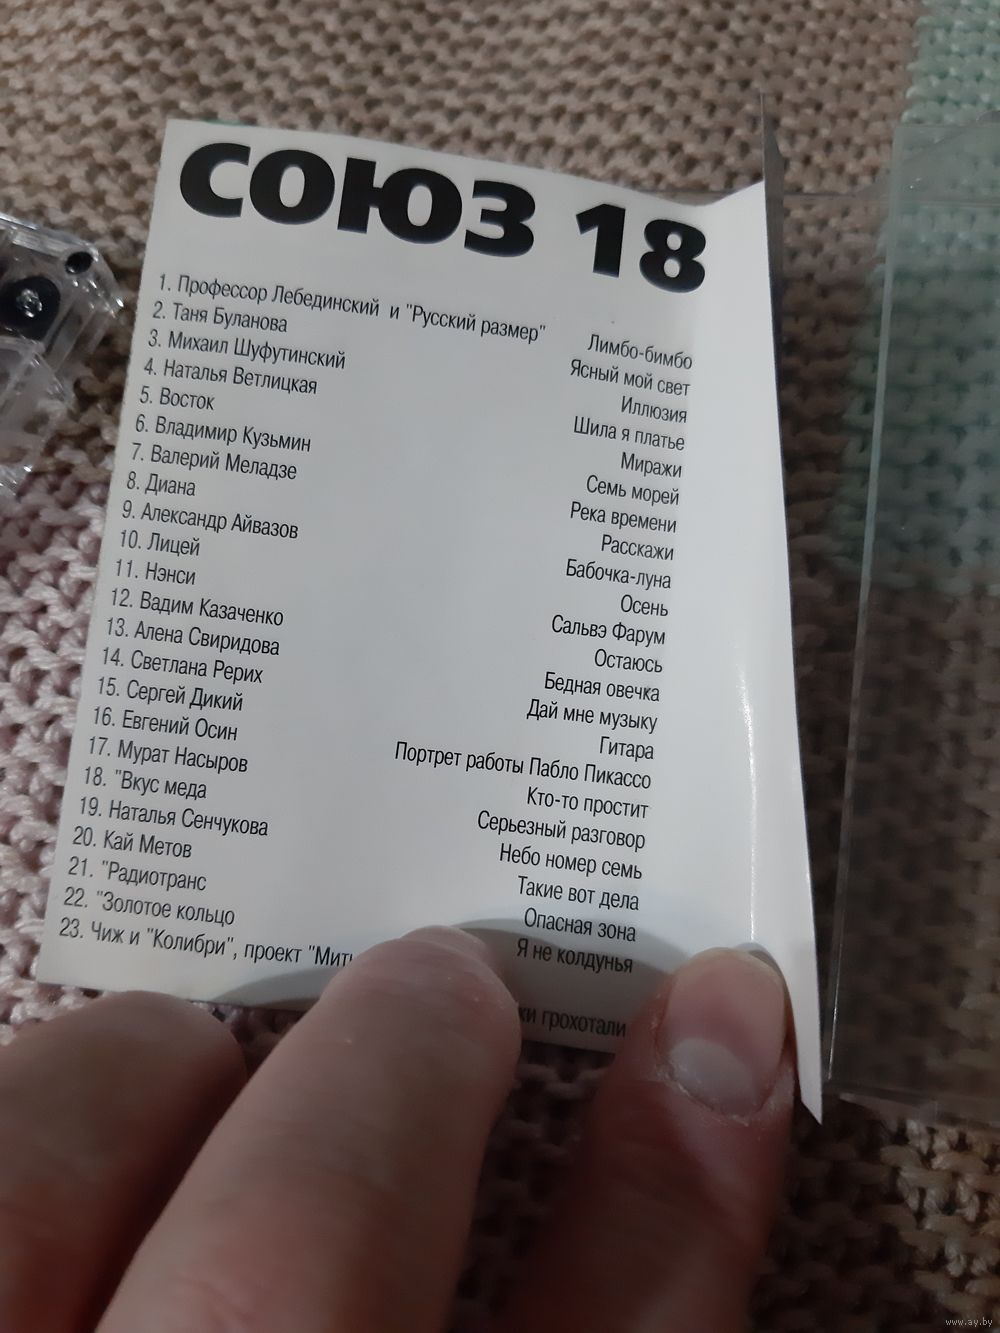 СОЮЗ 18
1. Профессор Лебединский и "Русский размер" Лимбо-бимбо
2. Таня Буланова Ясный мой свет
3. Михаил Шуфутинский Иллюзия
4. Наталья Ветлицкая Шила я платье
5. Восток Миражи
6. Владимир Кузьмин Семь морей
7. Валерий Меладзе Река времени
8. Диана Расскажи
9. Александр Айвазов Бабочка-луна
10. Лицей Осень
11. Нэнси Сальвэ Фарум
12. Вадим Казаченко Остаюсь
13. Алена Свиридова Бедная овечка
14. Светлана Рерих Дай мне музыку
15. Сергей Дикий Гитара
16. Евгений Осин Портрет работы Пабло Пикассо
17. Мурат Насыров Кто-то простит
18. "Вкус меда Серьезный разговор
19. Наталья Сенчукова Небо номер семь
20. Кай Метов Такие вот дела
21. "Радиотранс Опасная зона
22. "Золотое кольцо Я не колдунья
23. Чиж и "Колибри", проект
грохотали
www.ay.by